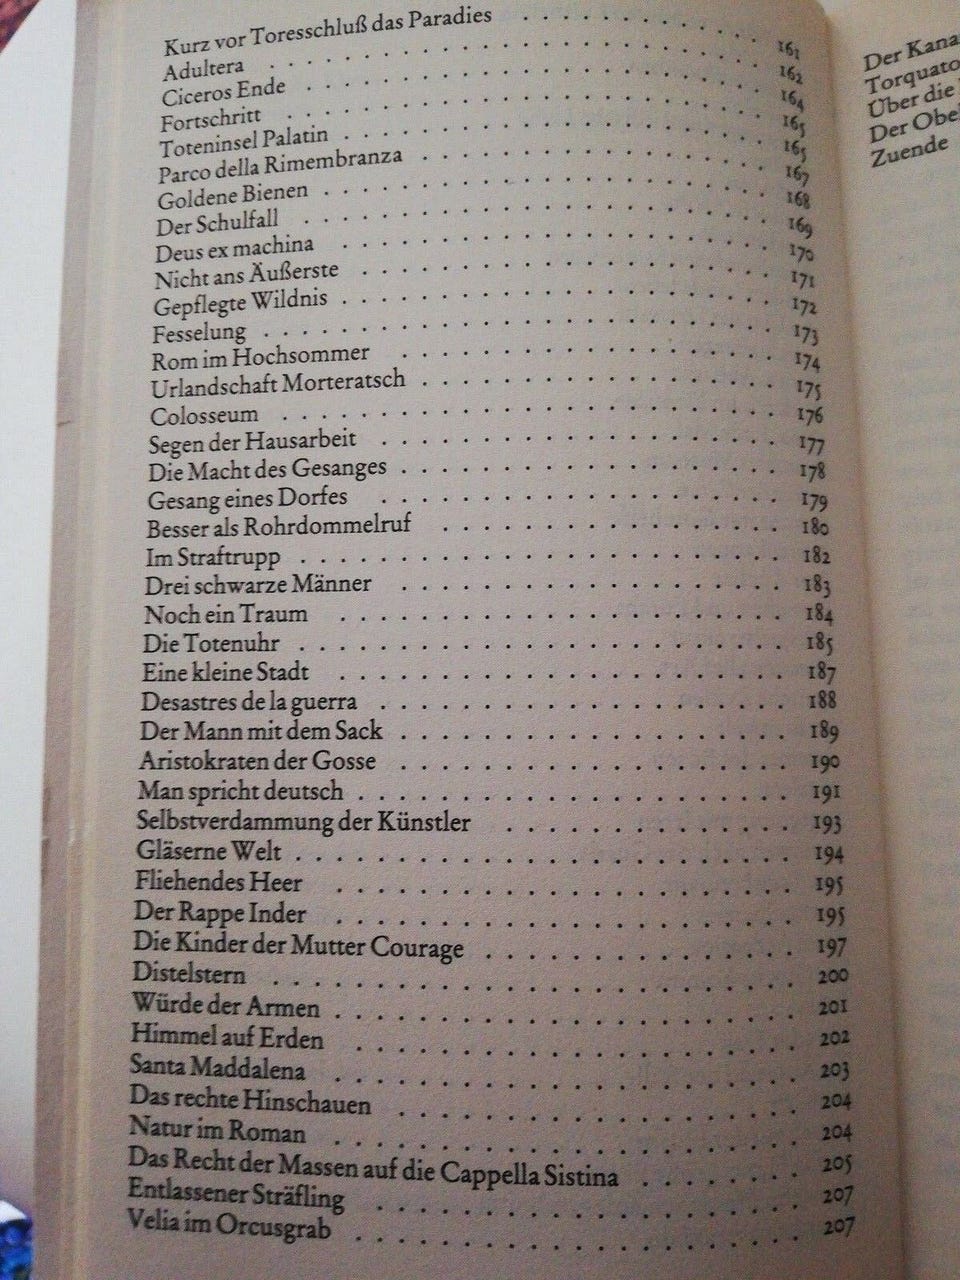 Kurz vor Toresschluß das Paradies . . . . . . . . . 161
Adultera . . . . . . . . . 162
Ciceros Ende . . . . . . . . . 164
Fortschritt . . . . . . . . . 165
Toteninsel Palatin . . . . . . . . . 165
Parco della Rimembranza . . . . . . . . . 167
Goldene Bienen . . . . . . . . . 168
Der Schulfall . . . . . . . . . 169
Deus ex machina . . . . . . . . . 170
Nicht ans Äußerste . . . . . . . . . 171
Gepflegte Wildnis . . . . . . . . . 172
Fesselung . . . . . . . . . 173
Rom im Hochsommer . . . . . . . . . 174
Urlandschaft Morteratsch . . . . . . . . . 175
Colosseum . . . . . . . . . 176
Segen der Hausarbeit . . . . . . . . . 177
Die Macht des Gesanges . . . . . . . . . 178
Gesang eines Dorfes . . . . . . . . . 179
Besser als Rohrdommelruf . . . . . . . . . 180
Im Straftrupp . . . . . . . . . 182
Drei schwarze Männer . . . . . . . . . 183
Noch ein Traum . . . . . . . . . 184
Die Totenuhr . . . . . . . . . 185
Eine kleine Stadt . . . . . . . . . 187
Desastres de la guerra . . . . . . . . . 188
Der Mann mit dem Sack . . . . . . . . . 189
Aristokraten der Gosse . . . . . . . . . 190
Man spricht deutsch . . . . . . . . . 191
Selbstverdammung der Künstler . . . . . . . . . 193
Gläserne Welt . . . . . . . . . 194
Fliehendes Heer . . . . . . . . . 195
Der Rappe Inder . . . . . . . . . 195
Die Kinder der Mutter Courage . . . . . . . . . 197
Distelstern . . . . . . . . . 200
Würde der Armen . . . . . . . . . 201
Himmel auf Erden . . . . . . . . . 202
Santa Maddalena . . . . . . . . . 203
Das rechte Hinschauen . . . . . . . . . 204
Natur im Roman . . . . . . . . . 204
Das Recht der Massen auf die Cappella Sistina . . . . . . . 205
Entlassener Sträfling . . . . . . . . . 207
Velia im Orcusgrab . . . . . . . . . 207
Der Kana
Torquato
Über die
Der Obel
Zuende